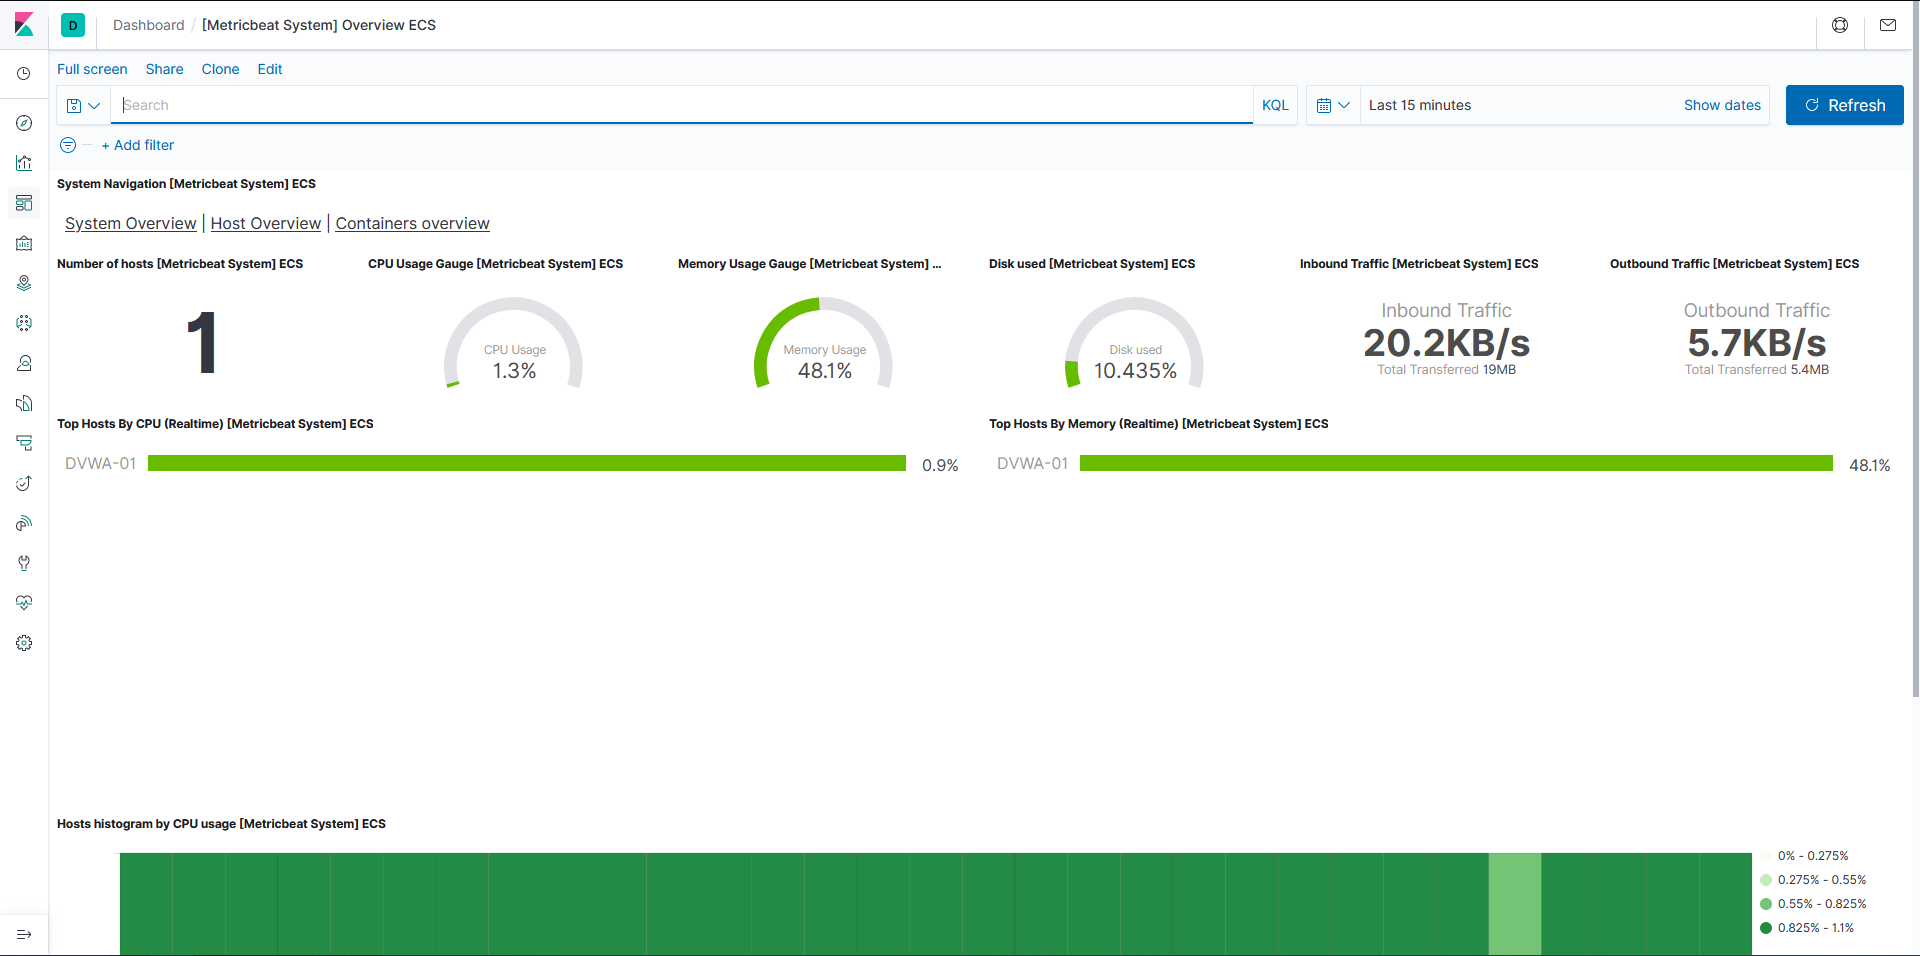 D Dashboard / [Metricbeat System] Overview ECS
Full screen Share Clone Edit
Search KQL Last 15 minutes Show dates Refresh
+ Add filter
System Navigation [Metricbeat System] ECS
System Overview | Host Overview | Containers overview
Number of hosts [Metricbeat System] ECS
1
CPU Usage Gauge [Metricbeat System] ECS
CPU Usage
1.3%
Memory Usage Gauge [Metricbeat System] ...
Memory Usage
48.1%
Disk used [Metricbeat System] ECS
Disk used
10.435%
Inbound Traffic [Metricbeat System] ECS
Inbound Traffic
20.2KB/s
Total Transferred 19MB
Outbound Traffic [Metricbeat System] ECS
Outbound Traffic
5.7KB/s
Total Transferred 5.4MB
Top Hosts By CPU (Realtime) [Metricbeat System] ECS
DVWA-01 0.9%
Top Hosts By Memory (Realtime) [Metricbeat System] ECS
DVWA-01 48.1%
Hosts histogram by CPU usage [Metricbeat System] ECS
0% - 0.275%
0.275% - 0.55%
0.55% - 0.825%
0.825% - 1.1%